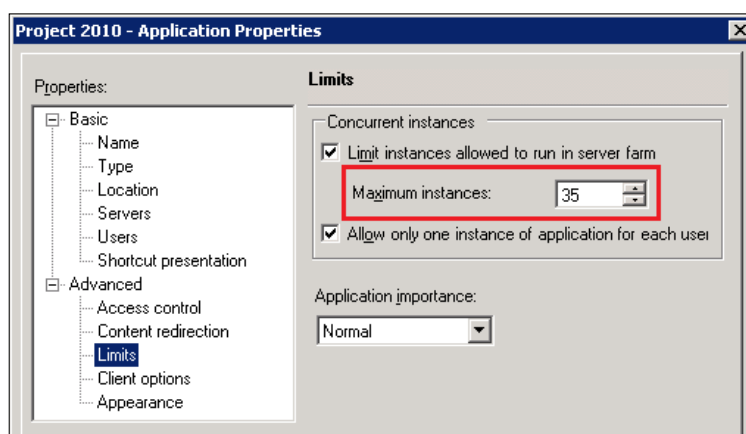 Project 2010 - Application Properties
Properties:
Basic
Name
Type
Location
Servers
Users
Shortcut presentation
Advanced
Access control
Content redirection
Limits
Client options
Appearance
Limits
Concurrent instances
Limit instances allowed to run in server farm
Maximum instances: 35
Allow only one instance of application for each user
Application importance:
Normal